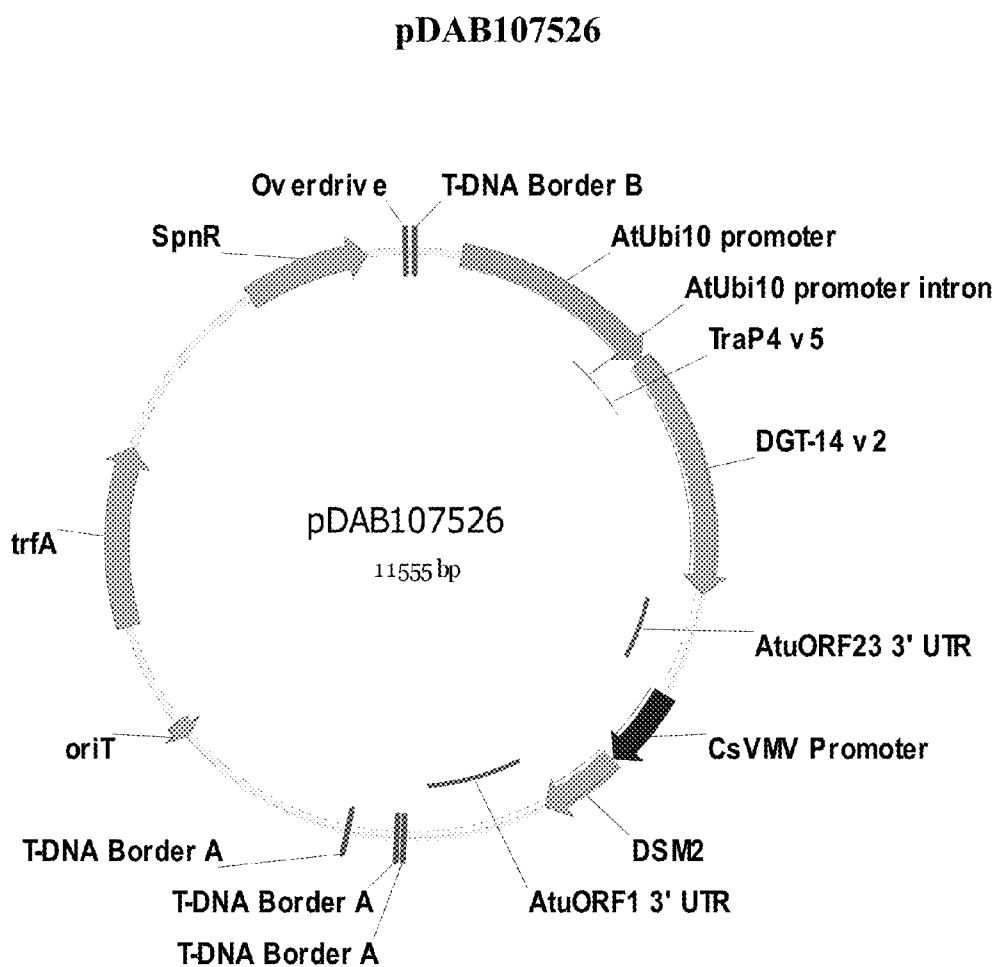 pDAB107526
Overdrive
T-DNA Border B
SpnR
AtUbi10 promoter
AtUbi10 promoter intron
TraP4 v5
DGT-14 v2
pDAB107526
11555 bp
trfA
AtuORF23 3' UTR
oriT
CsVMV Promoter
T-DNA Border A
DSM2
T-DNA Border A
AtuORF1 3' UTR
T-DNA Border A